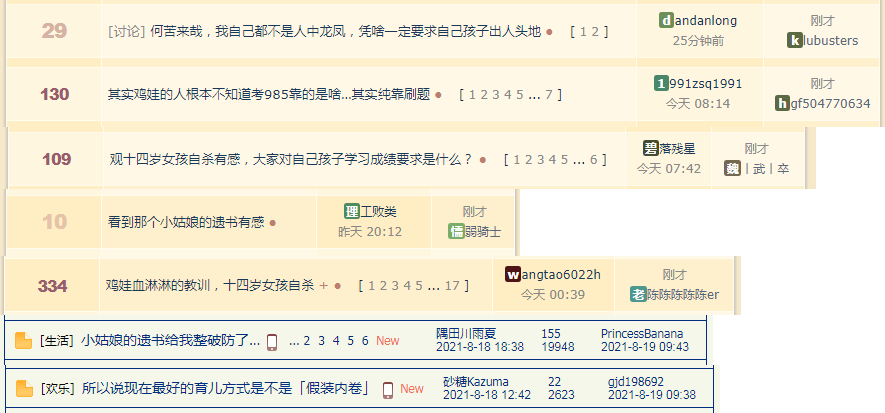 29 [讨论] 何苦来哉，我自己都不是人中龙凤，凭啥一定要求自己孩子出人头地 [ 1 2 ] dandanlong 刚才
25分钟前 klubusters
130 其实鸡娃的人根本不知道考985靠的是啥...其实纯靠刷题 [ 1 2 3 4 5 ... 7 ] 1991zsq1991 刚才
今天 08:14 hgf504770634
109 观十四岁女孩自杀有感，大家对自己孩子学习成绩要求是什么？ [ 1 2 3 4 5 ... 6 ] 碧落残星 刚才
今天 07:42 魏丨武丨卒
10 看到那个小姑娘的遗书有感 理工败类 刚才
昨天 20:12 儒弱骑士
334 鸡娃血淋淋的教训，十四岁女孩自杀 + [ 1 2 3 4 5 ... 17 ] wangtao6022h 刚才
今天 00:39 老陈陈陈陈陈er
[生活] 小姑娘的遗书给我整破防了... ... 2 3 4 5 6 New 隅田川雨夏 155 PrincessBanana
2021-8-18 18:38 19948 2021-8-19 09:43
[欢乐] 所以说现在最好的育儿方式是不是「假装内卷」 New 砂糖Kazuma 22 gjd198692
2021-8-18 12:42 2623 2021-8-19 09:38